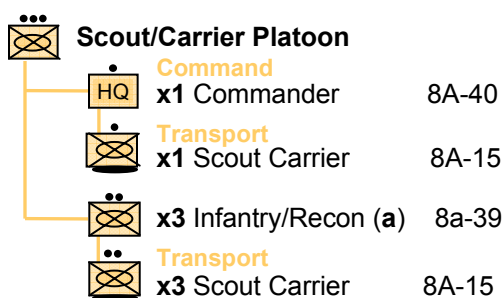 Scout/Carrier Platoon
Command
HQ x1 Commander 8A-40
Transport
x1 Scout Carrier 8A-15
x3 Infantry/Recon (a) 8a-39
Transport
x3 Scout Carrier 8A-15